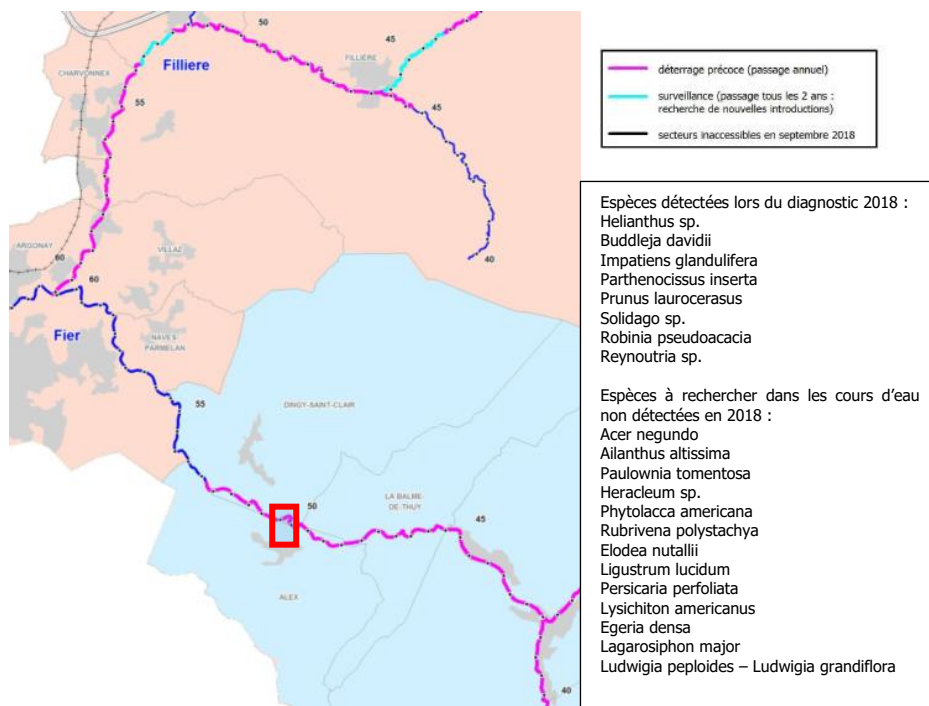 50
45
Filliere
FILLIÈRE
CHARVONNEX
55
45
ARGONAY
60
60
VILLAZ
40
Fier
NAVES-
PARMELAN
55
DINGY-SAINT-CLAIR
50
LA BALME-
DE-THUY
45
ALEX
40
déterrage précoce (passage annuel)
surveillance (passage tous les 2 ans :
recherche de nouvelles introductions)
secteurs inaccessibles en septembre 2018
Espèces détectées lors du diagnostic 2018 :
Helianthus sp.
Buddleja davidii
Impatiens glandulifera
Parthenocissus inserta
Prunus laurocerasus
Solidago sp.
Robinia pseudoacacia
Reynoutria sp.
Espèces à rechercher dans les cours d’eau
non détectées en 2018 :
Acer negundo
Ailanthus altissima
Paulownia tomentosa
Heracleum sp.
Phytolacca americana
Rubrivena polystachya
Elodea nutallii
Ligustrum lucidum
Persicaria perfoliata
Lysichiton americanus
Egeria densa
Lagarosiphon major
Ludwigia peploides – Ludwigia grandiflora